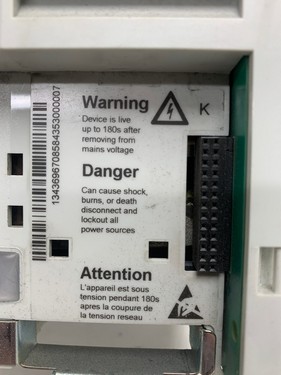 Warning
K
Device is live
up to 180s after
removing from
mains voltage
Danger
Can cause shock,
burns, or death
disconnect and
lockout all
power sources
Attention
L'appareil est sous
tension pendant 180s
apres la coupure de
la tension reseau
1343696708584353000007